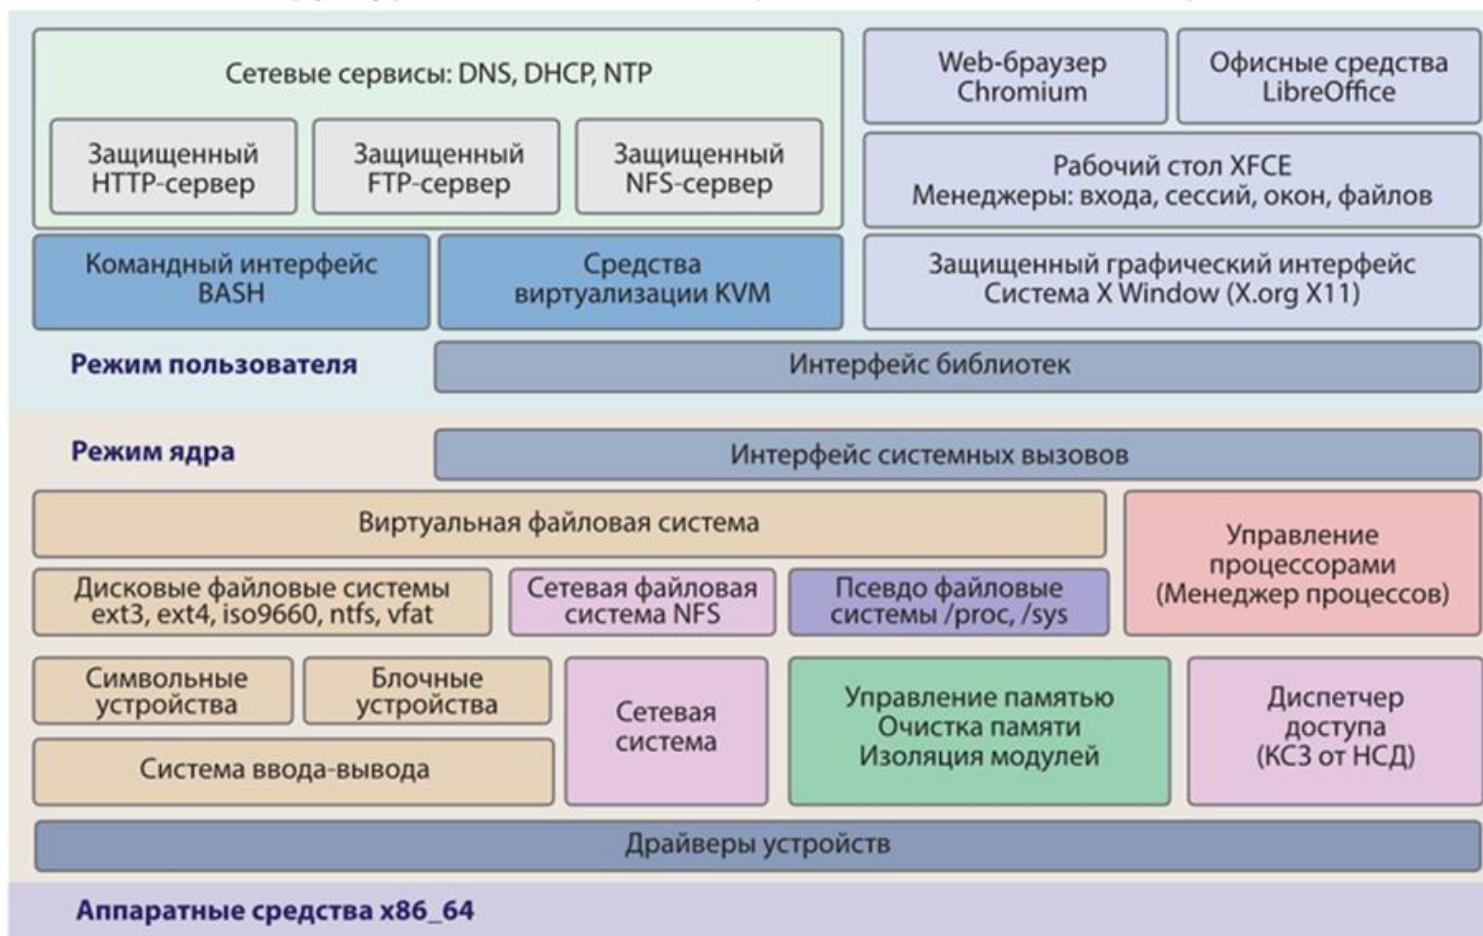 Сетевые сервисы: DNS, DHCP, NTP
Защищенный
HTTP-сервер
Защищенный
FTP-сервер
Защищенный
NFS-сервер
Web-браузер
Chromium
Офисные средства
LibreOffice
Рабочий стол XFCE
Менеджеры: входа, сессий, окон, файлов
Командный интерфейс
BASH
Средства
виртуализации KVM
Защищенный графический интерфейс
Система X Window (X.org X11)
Режим пользователя
Интерфейс библиотек
Режим ядра
Интерфейс системных вызовов
Виртуальная файловая система
Управление
процессорами
(Менеджер процессов)
Дисковые файловые системы
ext3, ext4, iso9660, ntfs, vfat
Сетевая файловая
система NFS
Псевдо файловые
системы /proc, /sys
Символьные
устройства
Блочные
устройства
Сетевая
система
Управление памятью
Очистка памяти
Изоляция модулей
Диспетчер
доступа
(КСЗ от НСД)
Система ввода-вывода
Драйверы устройств
Аппаратные средства x86_64